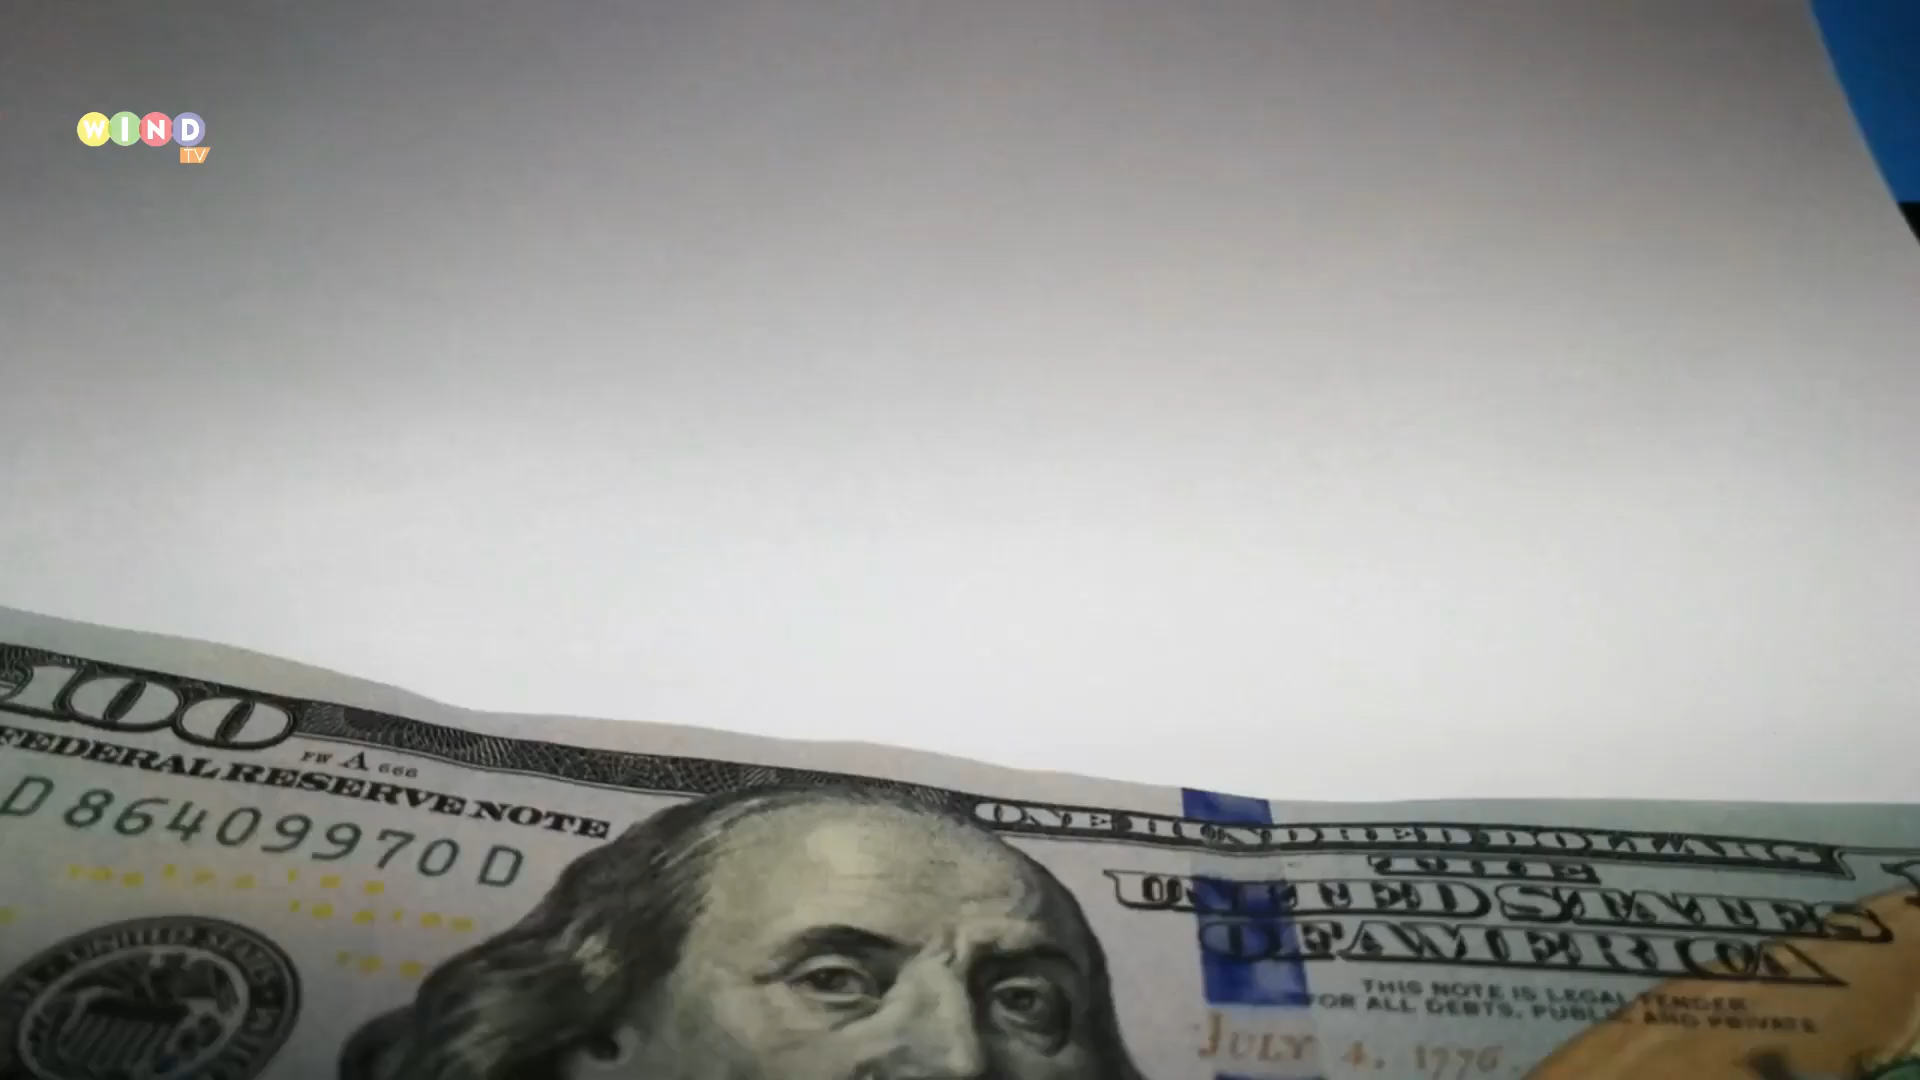 WIND
TV
100
FW A 666
FEDERAL RESERVE NOTE
D 86409970 D
ONE HUNDRED DOLLARS
THE
UNITED STATES
OF AMERICA
THIS NOTE IS LEGAL TENDER
FOR ALL DEBTS, PUBLIC AND PRIVATE
JULY 4, 1776